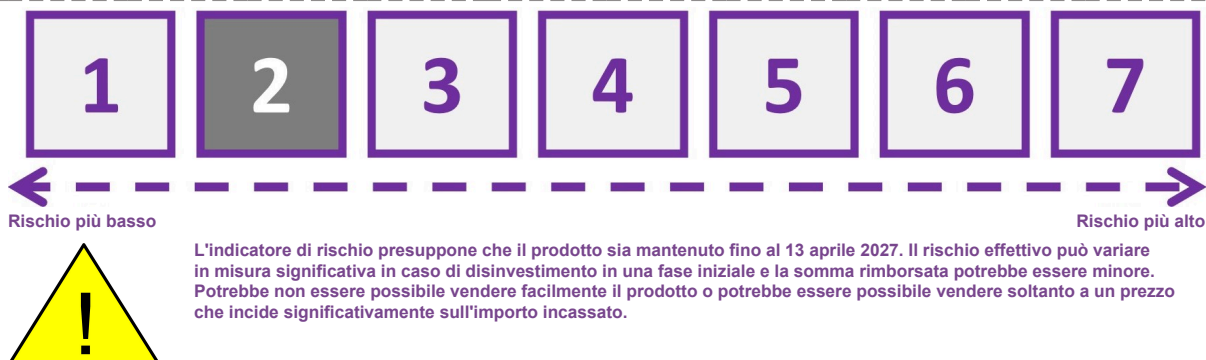 1 2 3 4 5 6 7
Rischio più basso Rischio più alto
L'indicatore di rischio presuppone che il prodotto sia mantenuto fino al 13 aprile 2027. Il rischio effettivo può variare
in misura significativa in caso di disinvestimento in una fase iniziale e la somma rimborsata potrebbe essere minore.
Potrebbe non essere possibile vendere facilmente il prodotto o potrebbe essere possibile vendere soltanto a un prezzo
che incide significativamente sull'importo incassato.
!